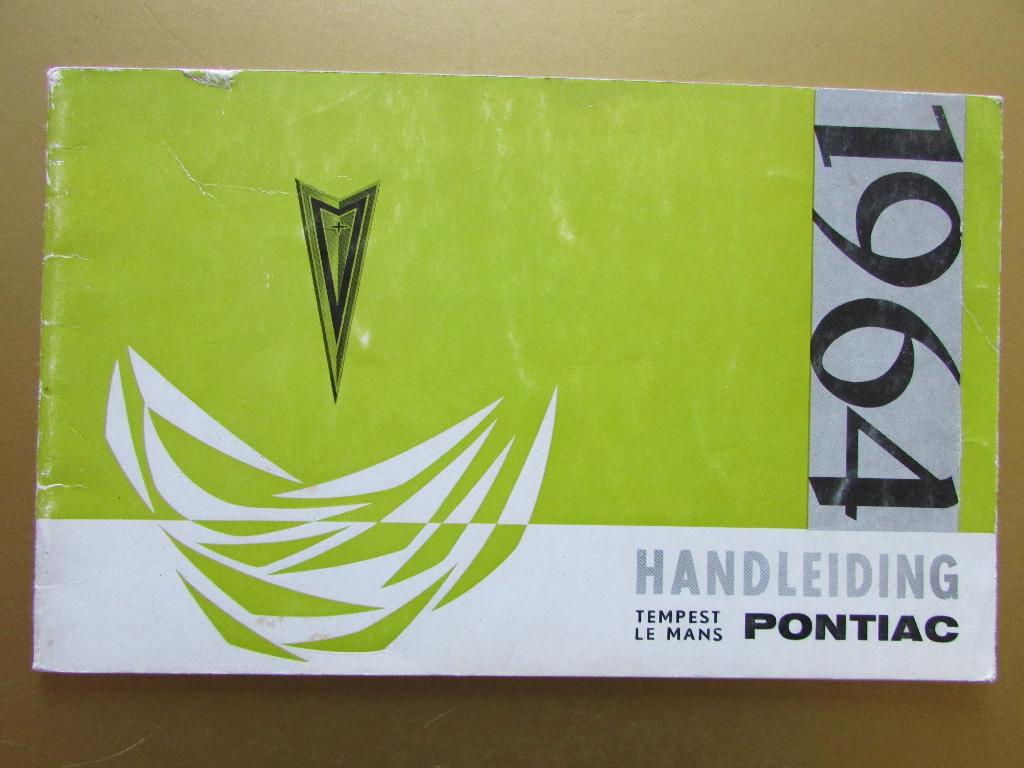 1964
HANDLEIDING
TEMPEST
LE MANS
PONTIAC